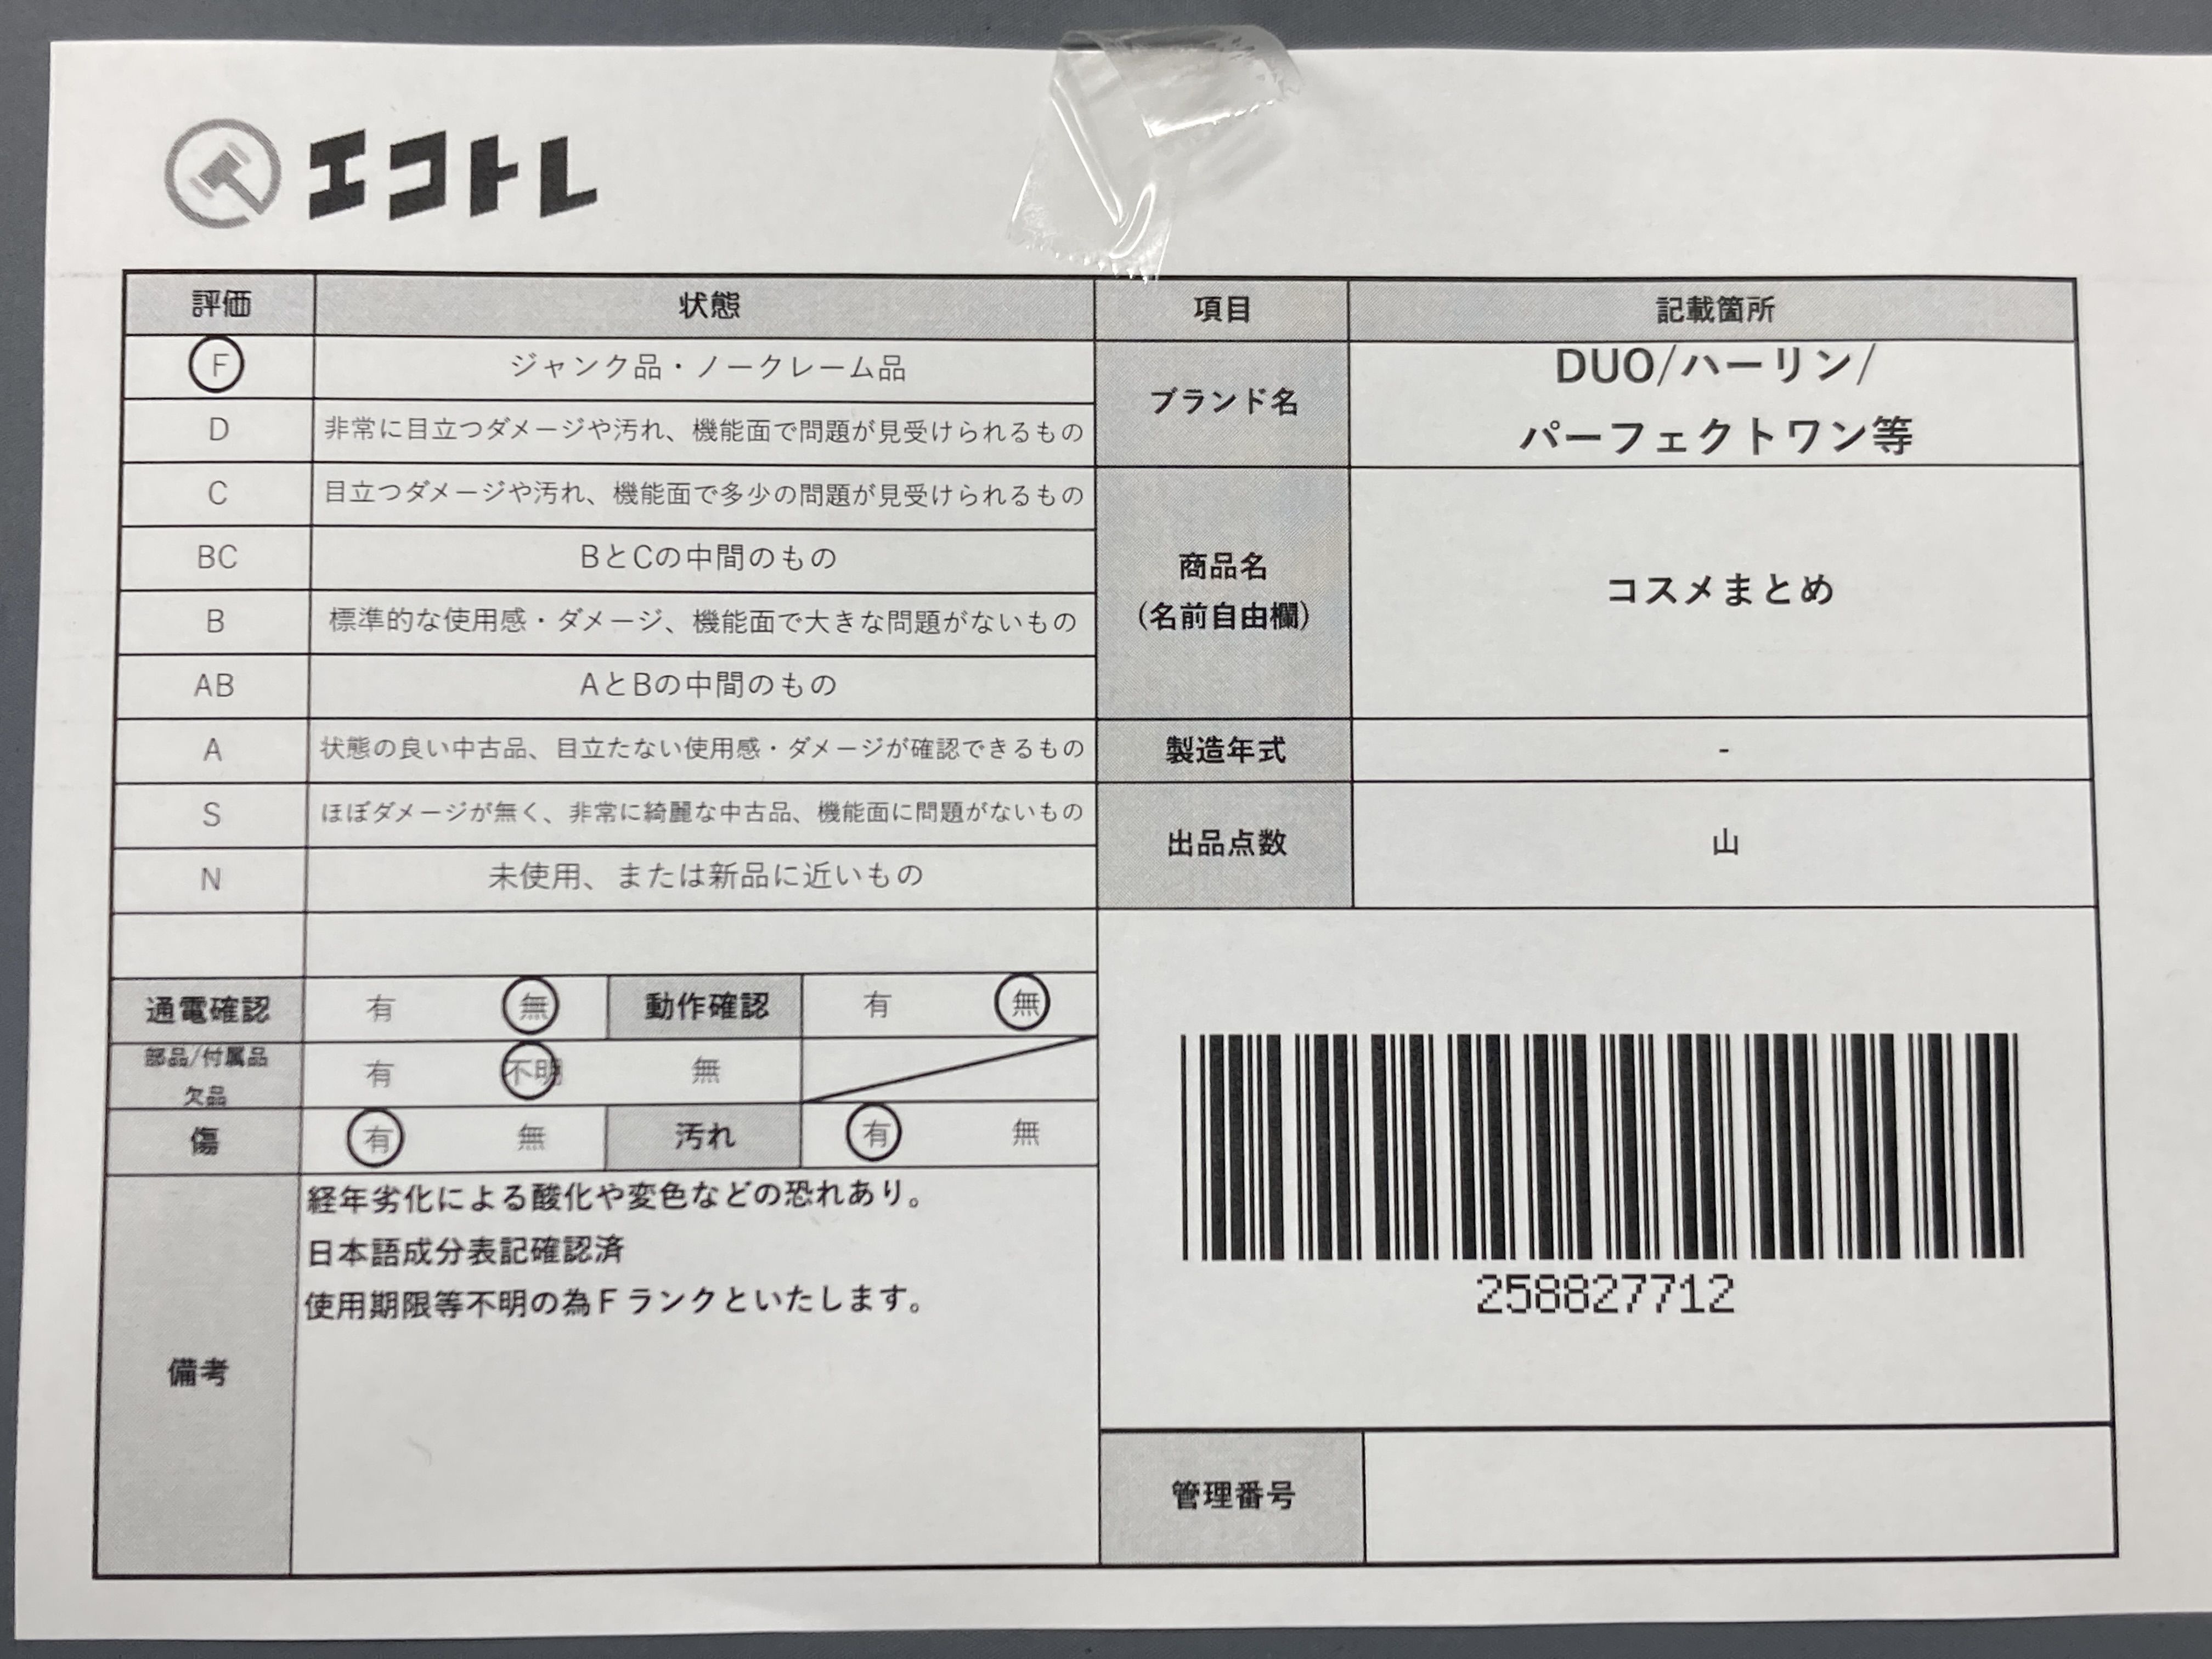 エコトレ
評価 状態 項目 記載箇所
F ジャンク品・ノークレーム品
D 非常に目立つダメージや汚れ、機能面で問題が見受けられるもの
ブランド名
DUO/ハーリン/
パーフェクトワン等
C 目立つダメージや汚れ、機能面で多少の問題が見受けられるもの
BC BとCの中間のもの
B 標準的な使用感・ダメージ、機能面で大きな問題がないもの
AB AとBの中間のもの
商品名
(名前自由欄)
コスメまとめ
A 状態の良い中古品、目立たない使用感・ダメージが確認できるもの
製造年式 -
S ほぼダメージが無く、非常に綺麗な中古品、機能面に問題がないもの
N 未使用、または新品に近いもの
出品点数 山
通電確認 有 無 動作確認 有 無
部品/付属品
欠品
有 不明 無
傷 有 無 汚れ 有 無
備考
経年劣化による酸化や変色などの恐れあり。
日本語成分表記確認済
使用期限等不明の為Fランクといたします。
258827712
管理番号